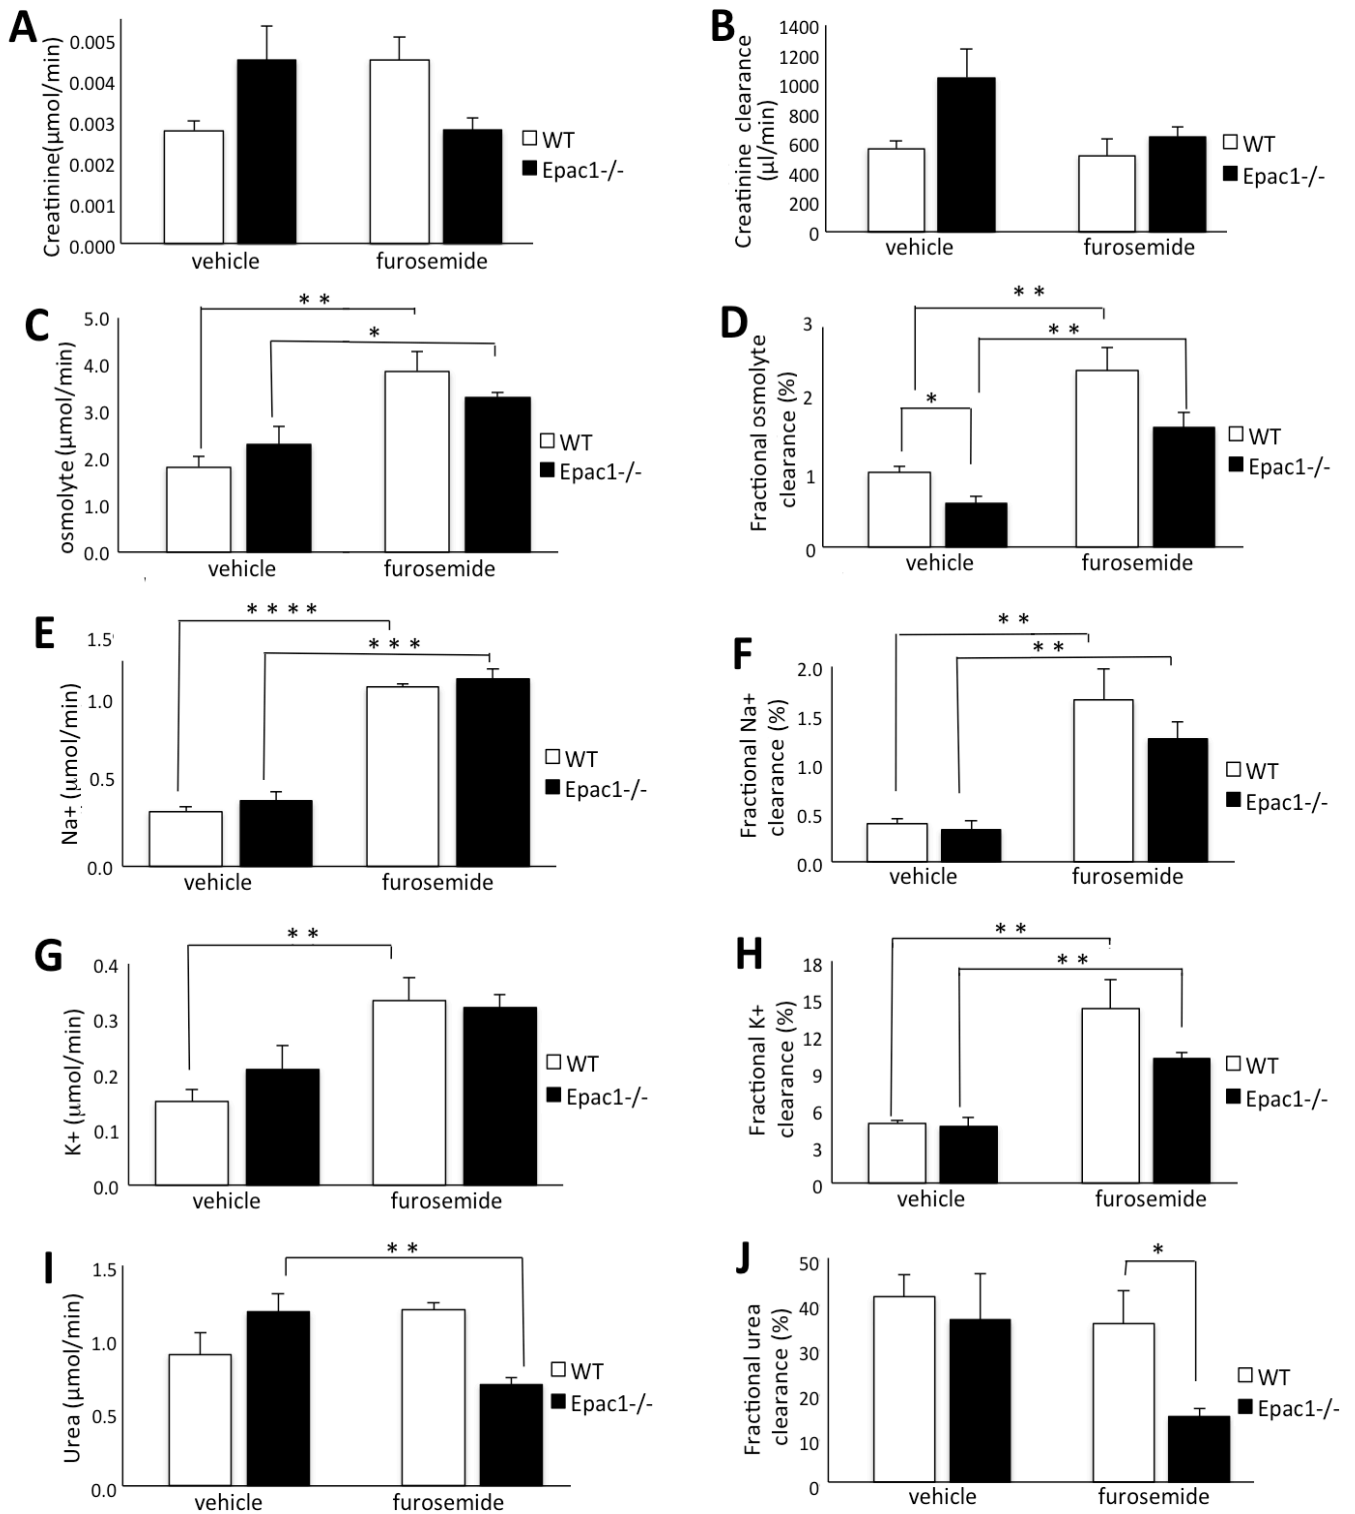 A
Creatinine(µmol/min)
0.005
0.004
0.003
0.002
0.001
0.000
vehicle
furosemide
WT
Epac1-/-
B
Creatinine clearance
(µl/min)
1400
1200
1000
800
600
400
200
0
vehicle
furosemide
WT
Epac1-/-
C
osmolyte (µmol/min)
5.0
4.0
3.0
2.0
1.0
0.0
* *
*
vehicle
furosemide
WT
Epac1-/-
D
Fractional osmolyte
clearance (%)
3
2
1
0
* *
* *
*
vehicle
furosemide
WT
Epac1-/-
E
Na+ (µmol/min)
1.5
1.0
0.5
0.0
* * * *
* * *
vehicle
furosemide
WT
Epac1-/-
F
Fractional Na+
clearance (%)
2.0
1.5
1.0
0.5
0.0
* *
* *
vehicle
furosemide
WT
Epac1-/-
G
K+ (µmol/min)
0.4
0.3
0.2
0.1
0.0
* *
vehicle
furosemide
WT
Epac1-/-
H
Fractional K+
clearance (%)
18
15
12
9
6
3
0
* *
* *
vehicle
furosemide
WT
Epac1-/-
I
Urea (µmol/min)
1.5
1.0
0.5
0.0
* *
vehicle
furosemide
WT
Epac1-/-
J
Fractional urea
clearance (%)
50
40
30
20
10
0
*
vehicle
furosemide
WT
Epac1-/-